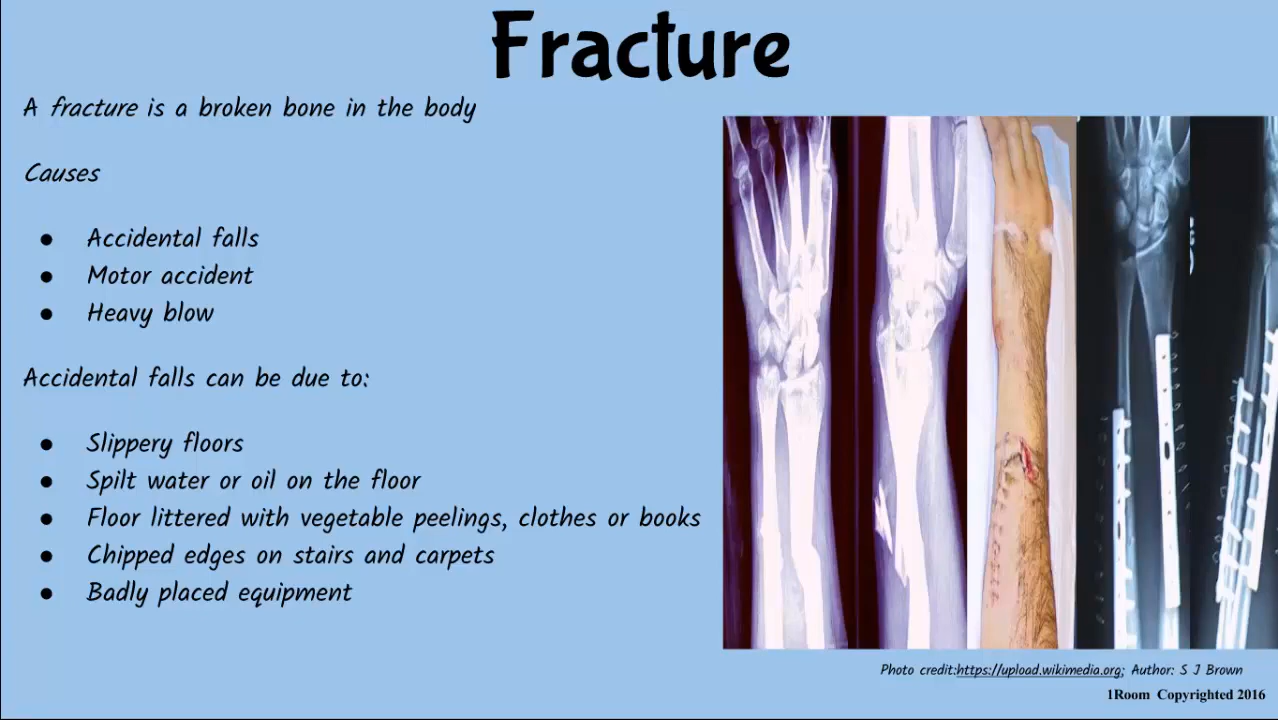 Fracture
A fracture is a broken bone in the body
Causes
● Accidental falls
● Motor accident
● Heavy blow
Accidental falls can be due to:
● Slippery floors
● Spilt water or oil on the floor
● Floor littered with vegetable peelings, clothes or books
● Chipped edges on stairs and carpets
● Badly placed equipment
Photo credit:https://upload.wikimedia.org; Author: S J Brown
1Room Copyrighted 2016